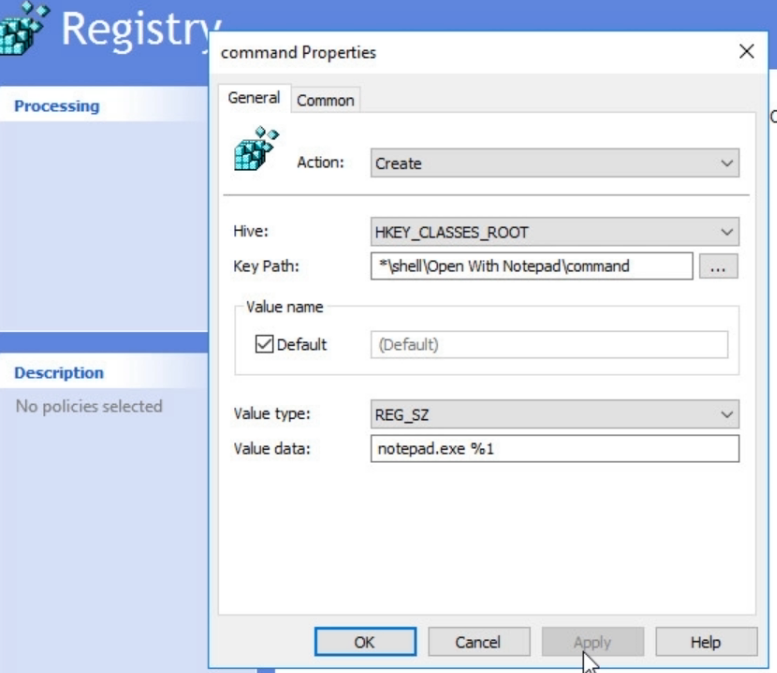 Registry
command Properties
Processing
General
Common
Action:
Create
Hive:
HKEY_CLASSES_ROOT
Key Path:
*\shell\Open With Notepad\command
...
Value name
Default
(Default)
Description
No policies selected
Value type:
REG_SZ
Value data:
notepad.exe %1
OK
Cancel
Apply
Help